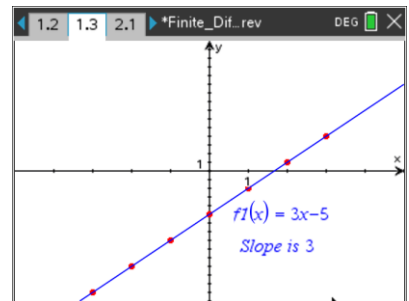 1.2 1.3 2.1 *Finite_Dif…rev DEG
y
1
x
1
f1(x) = 3x–5
Slope is 3